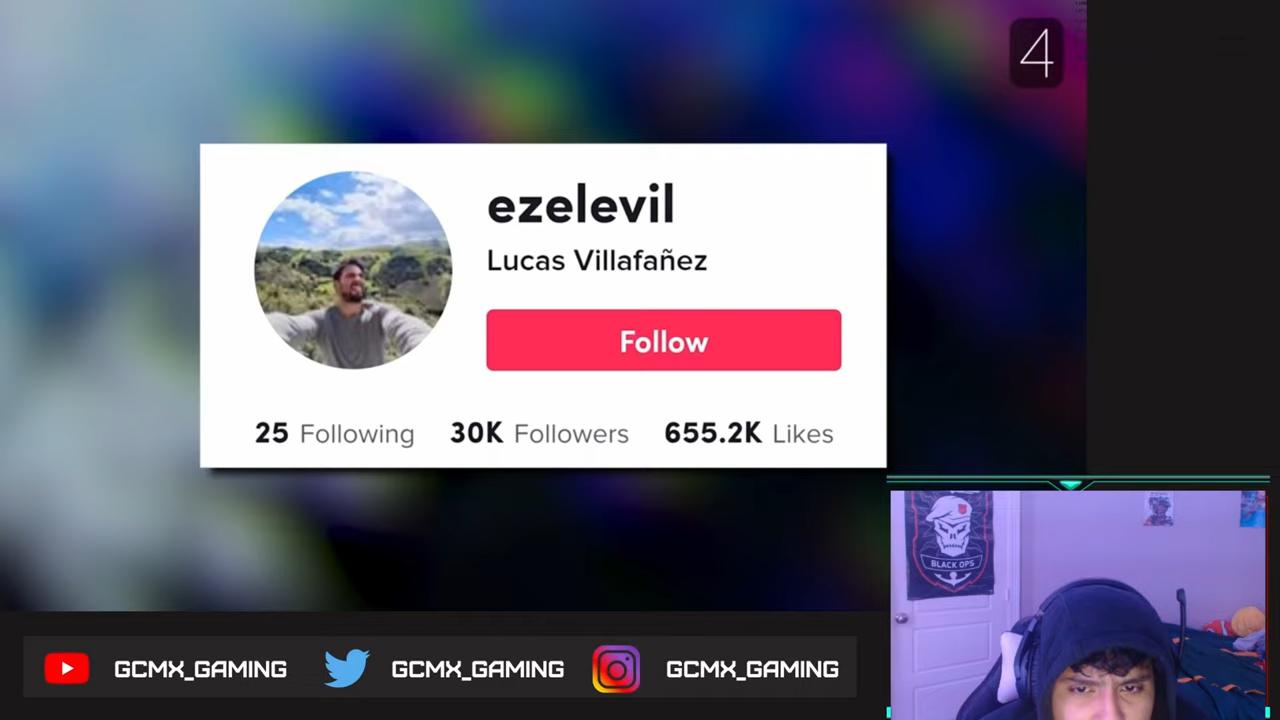 4
ezelevil
Lucas Villafañez
Follow
25 Following 30K Followers 655.2K Likes
BLACK OPS
GCMX_GAMING GCMX_GAMING GCMX_GAMING